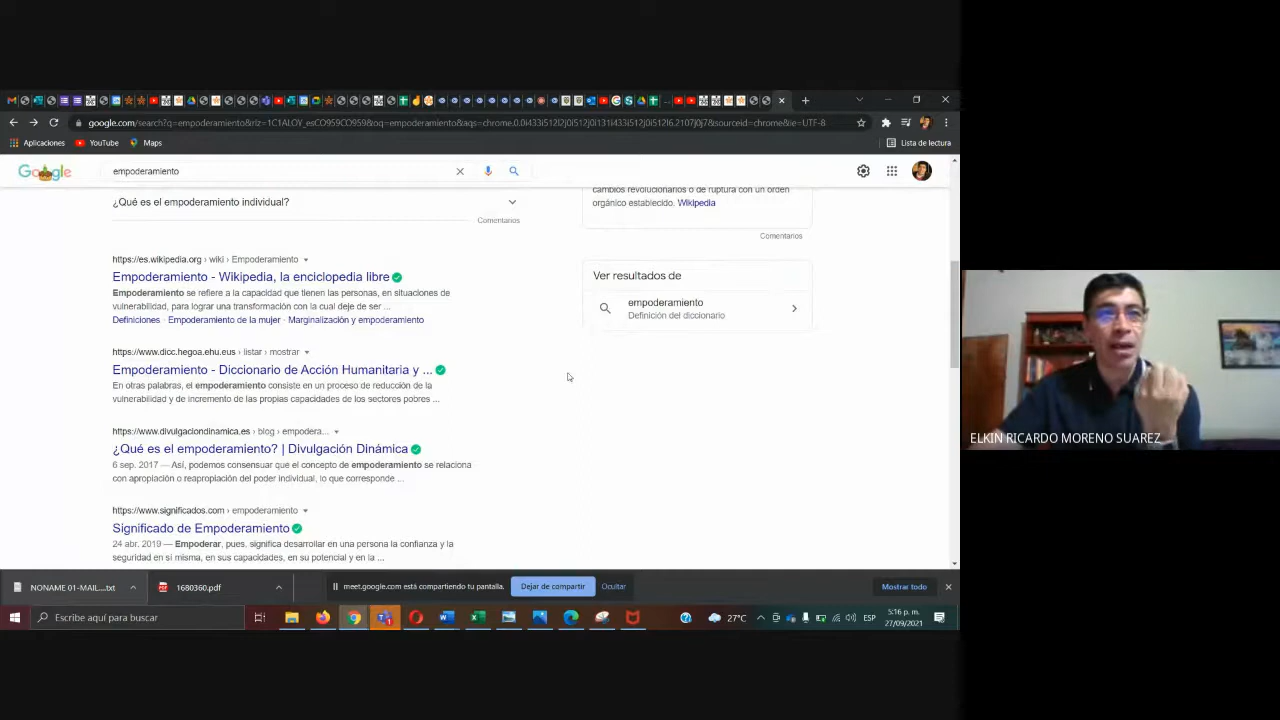 google.com/search?q=empoderamiento&rlz=1C1ALOY_esCO959CO959&oq=empoderamiento&aqs=chrome.0.0i433i512l2j0i512j0i131i433i512j0i512l6.2107j0j7&sourceid=chrome&ie=UTF-8
Aplicaciones
YouTube
Maps
Lista de lectura
Google
empoderamiento
¿Qué es el empoderamiento individual?
Comentarios
cambios revolucionarios o de ruptura con un orden
orgánico establecido. Wikipedia
Comentarios
https://es.wikipedia.org › wiki › Empoderamiento
Empoderamiento - Wikipedia, la enciclopedia libre
Empoderamiento se refiere a la capacidad que tienen las personas, en situaciones de
vulnerabilidad, para lograr una transformación con la cual deje de ser ...
Definiciones · Empoderamiento de la mujer · Marginalización y empoderamiento
Ver resultados de
empoderamiento
Definición del diccionario
https://www.dicc.hegoa.ehu.eus › listar › mostrar
Empoderamiento - Diccionario de Acción Humanitaria y ...
En otras palabras, el empoderamiento consiste en un proceso de reducción de la
vulnerabilidad y de incremento de las propias capacidades de los sectores pobres ...
https://www.divulgaciondinamica.es › blog › empodera...
¿Qué es el empoderamiento? | Divulgación Dinámica
6 sep. 2017 — Así, podemos consensuar que el concepto de empoderamiento se relaciona
con apropiación o reapropiación del poder individual, lo que corresponde ...
https://www.significados.com › empoderamiento
Significado de Empoderamiento
24 abr. 2019 — Empoderar, pues, significa desarrollar en una persona la confianza y la
seguridad en sí misma, en sus capacidades, en su potencial y en la ...
ELKIN RICARDO MORENO SUAREZ
NONAME 01-MAIL....txt
1680360.pdf
meet.google.com está compartiendo tu pantalla.
Dejar de compartir
Ocultar
Mostrar todo
Escribe aquí para buscar
27°C
ESP
5:16 p. m.
27/09/2021